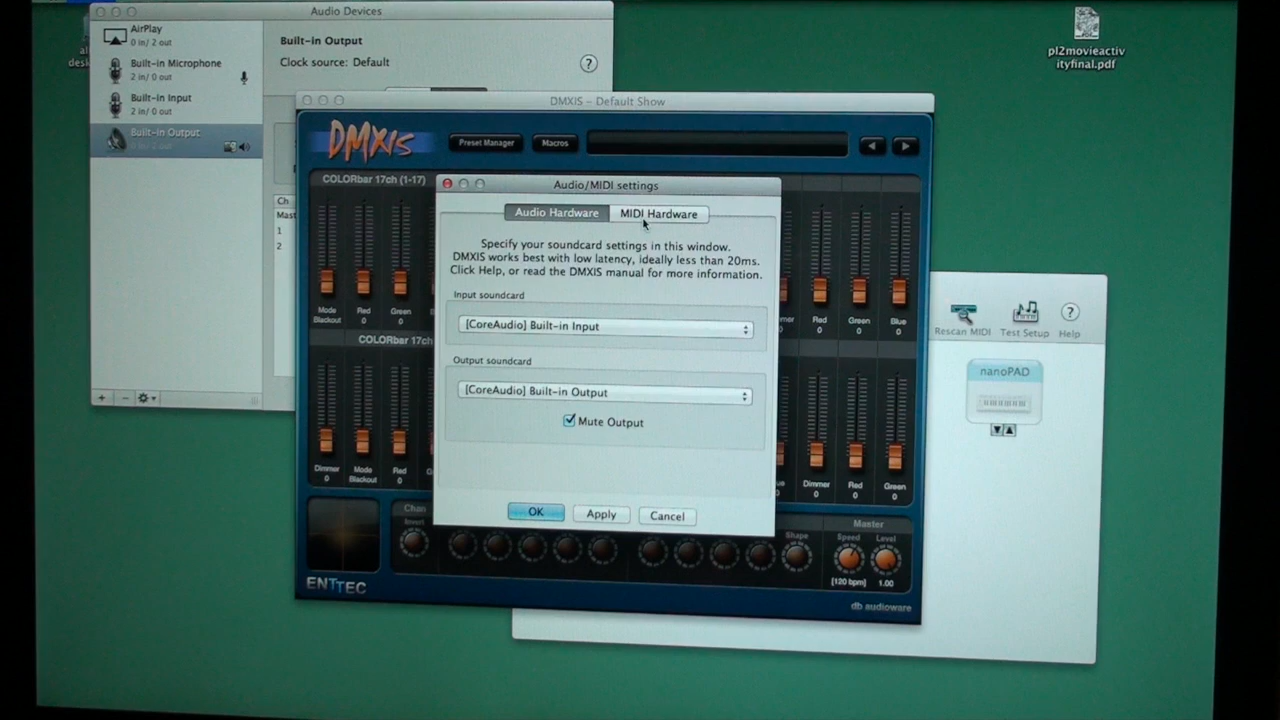 Audio Devices
AirPlay
0 in/ 2 out
Built-in Microphone
2 in/ 0 out
Built-in Input
2 in/ 0 out
Built-in Output
0 in/ 2 out
Built-in Output
Clock source: Default
?
Ch
Mast
1
2
pl2movieactiv
ityfinal.pdf
DMXIS - Default Show
DMXIS
Preset Manager
Macros
COLORbar 17ch (1-17)
Mode
Blackout
Red
0
Green
0
Red
0
Green
0
Blue
0
COLORbar 17ch
Dimmer
0
Mode
Blackout
Red
0
Dimmer
0
Red
0
Green
0
Chan
Invert
Shape
Master
Speed
Level
[120 bpm]
1.00
ENTTEC
db audioware
Audio/MIDI settings
Audio Hardware
MIDI Hardware
Specify your soundcard settings in this window.
DMXIS works best with low latency, ideally less than 20ms.
Click Help, or read the DMXIS manual for more information.
Input soundcard
[CoreAudio] Built-in Input
Output soundcard
[CoreAudio] Built-in Output
Mute Output
OK
Apply
Cancel
Rescan MIDI
Test Setup
?
Help
nanoPAD